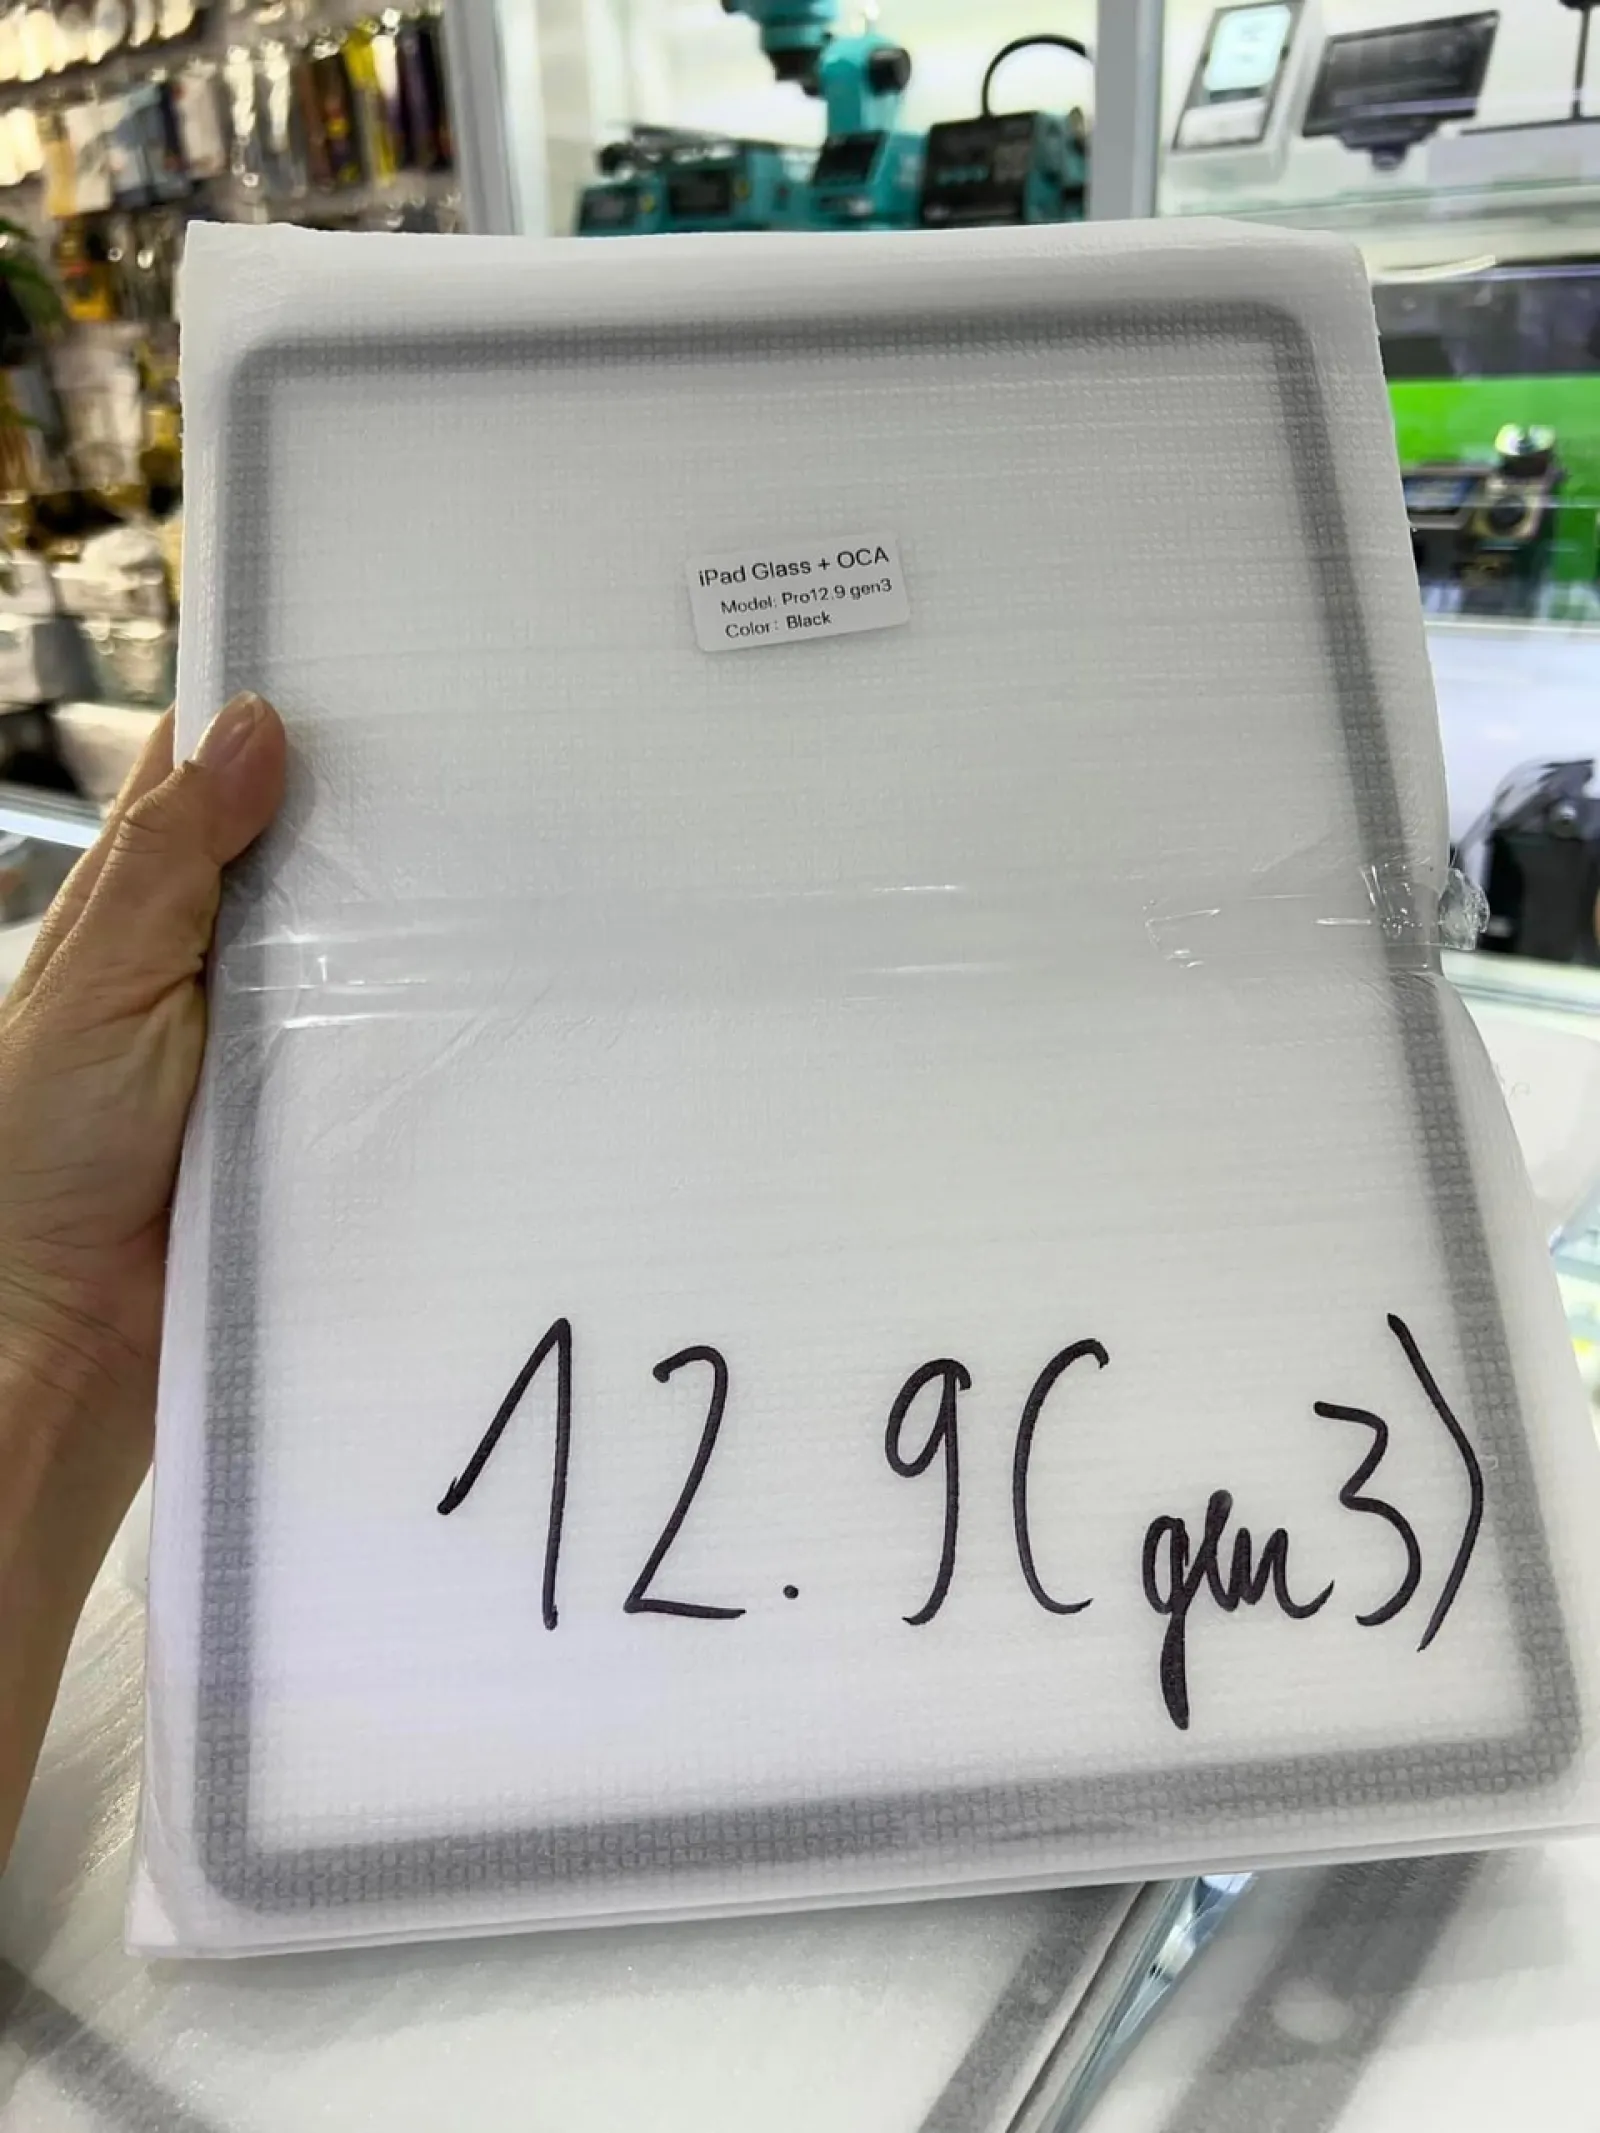 iPad Glass + OCA
Model: Pro12.9 gen3
Color: Black
12.9(gen3)